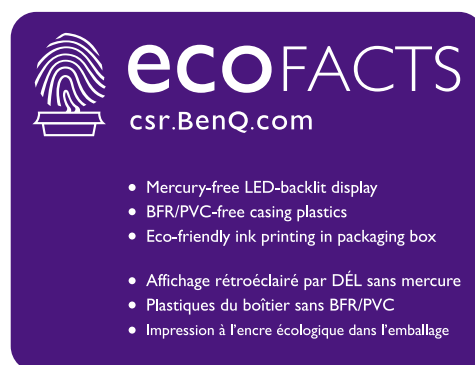 ecoFACTS
csr.BenQ.com
• Mercury-free LED-backlit display
• BFR/PVC-free casing plastics
• Eco-friendly ink printing in packaging box
• Affichage rétroéclairé par DÉL sans mercure
• Plastiques du boîtier sans BFR/PVC
• Impression à l'encre écologique dans l'emballage